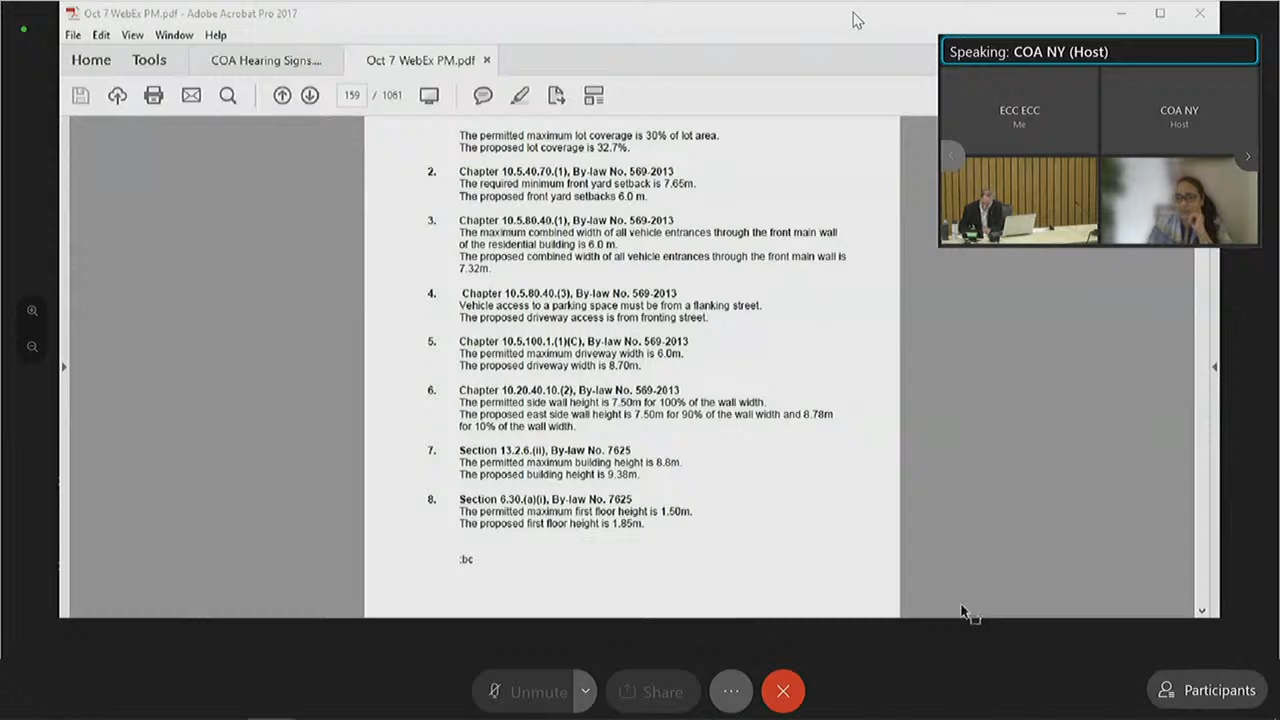 Oct 7 WebEx PM.pdf - Adobe Acrobat Pro 2017
File Edit View Window Help
Home Tools COA Hearing Signs.... Oct 7 WebEx PM.pdf ×
159 / 1061
Speaking: COA NY (Host)
ECC ECC
Me
COA NY
Host
The permitted maximum lot coverage is 30% of lot area.
The proposed lot coverage is 32.7%.
2. Chapter 10.5.40.70.(1), By-law No. 569-2013
The required minimum front yard setback is 7.65m.
The proposed front yard setbacks 6.0 m.
3. Chapter 10.5.80.40.(1), By-law No. 569-2013
The maximum combined width of all vehicle entrances through the front main wall
of the residential building is 6.0 m.
The proposed combined width of all vehicle entrances through the front main wall is
7.32m.
4. Chapter 10.5.80.40.(3), By-law No. 569-2013
Vehicle access to a parking space must be from a flanking street.
The proposed driveway access is from fronting street.
5. Chapter 10.5.100.1.(1)(C), By-law No. 569-2013
The permitted maximum driveway width is 6.0m.
The proposed driveway width is 8.70m.
6. Chapter 10.20.40.10.(2), By-law No. 569-2013
The permitted side wall height is 7.50m for 100% of the wall width.
The proposed east side wall height is 7.50m for 90% of the wall width and 8.78m
for 10% of the wall width.
7. Section 13.2.6.(ii), By-law No. 7625
The permitted maximum building height is 8.8m.
The proposed building height is 9.38m.
8. Section 6.30.(a)(i), By-law No. 7625
The permitted maximum first floor height is 1.50m.
The proposed first floor height is 1.85m.
:bc
Unmute Share ... Participants